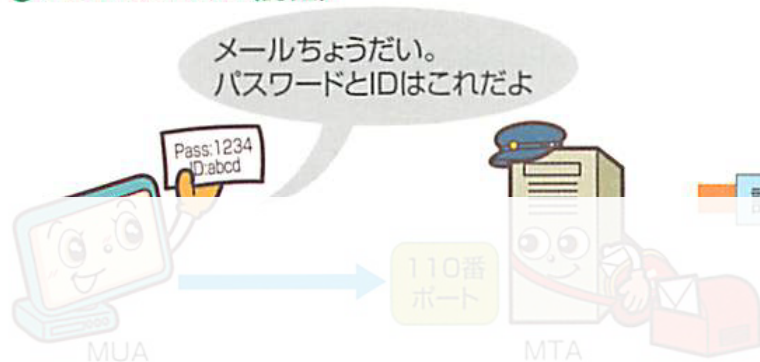 メールちょうだい。
パスワードとIDはこれだよ
Pass:1234
ID:abcd
110番
ポート
MUA
MTA